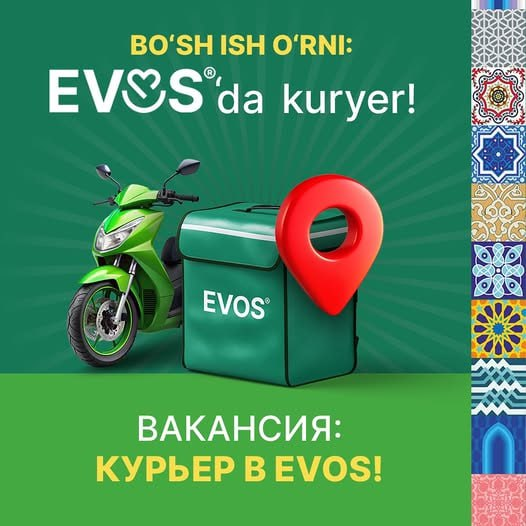 BO‘SH ISH O‘RNI:
EVOS®‘da kuryer!
EVOS®
ВАКАНСИЯ:
КУРЬЕР В EVOS!